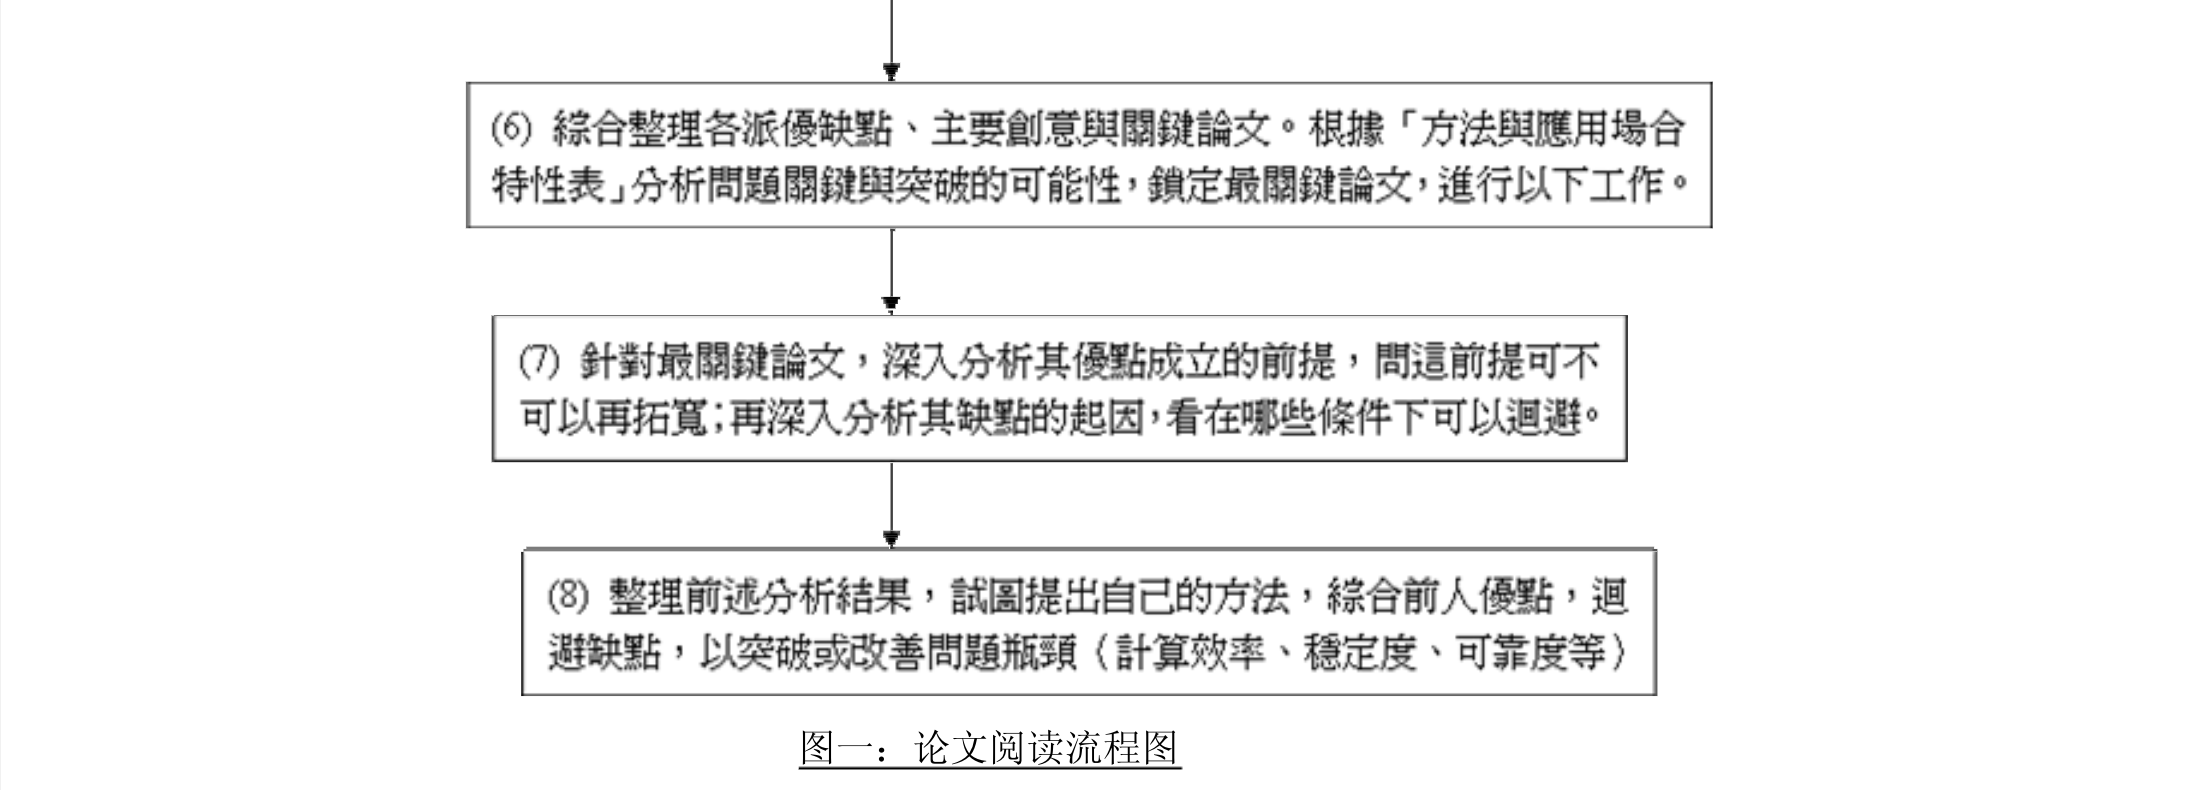 (6) 綜合整理各派優缺點、主要創意與關鍵論文。根據「方法與應用場合
特性表」分析問題關鍵與突破的可能性，鎖定最關鍵論文，進行以下工作。
(7) 針對最關鍵論文，深入分析其優點成立的前提，問這前提可不
可以再拓寬；再深入分析其缺點的起因，看在哪些條件下可以迴避。
(8) 整理前述分析結果，試圖提出自己的方法，綜合前人優點，迴
避缺點，以突破或改善問題瓶頸（計算效率、穩定度、可靠度等）
图一：论文阅读流程图